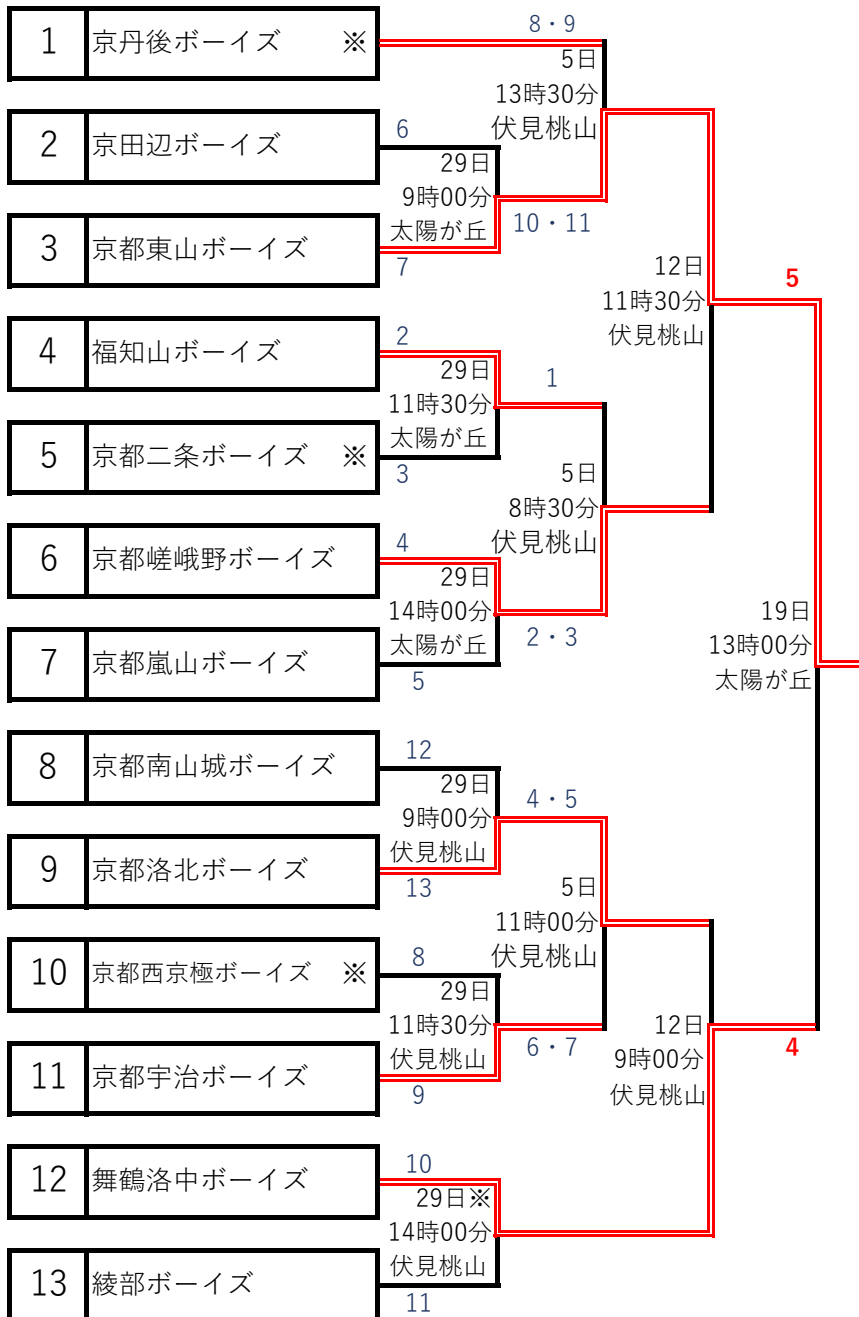 8・9
1 京丹後ボーイズ ※
5日
13時30分
伏見桃山
2 京田辺ボーイズ
6
29日
9時00分
太陽が丘
10・11
3 京都東山ボーイズ
7
12日
11時30分
伏見桃山
5
4 福知山ボーイズ
2
29日
11時30分
太陽が丘
1
5 京都二条ボーイズ ※
3
5日
8時30分
伏見桃山
6 京都嵯峨野ボーイズ
4
29日
14時00分
太陽が丘
2・3
7 京都嵐山ボーイズ
5
19日
13時00分
太陽が丘
8 京都南山城ボーイズ
12
29日
9時00分
伏見桃山
4・5
9 京都洛北ボーイズ
13
5日
11時00分
伏見桃山
10 京都西京極ボーイズ ※
8
29日
11時30分
伏見桃山
6・7
11 京都宇治ボーイズ
9
12日
9時00分
伏見桃山
4
12 舞鶴洛中ボーイズ
10
29日※
14時00分
伏見桃山
13 綾部ボーイズ
11